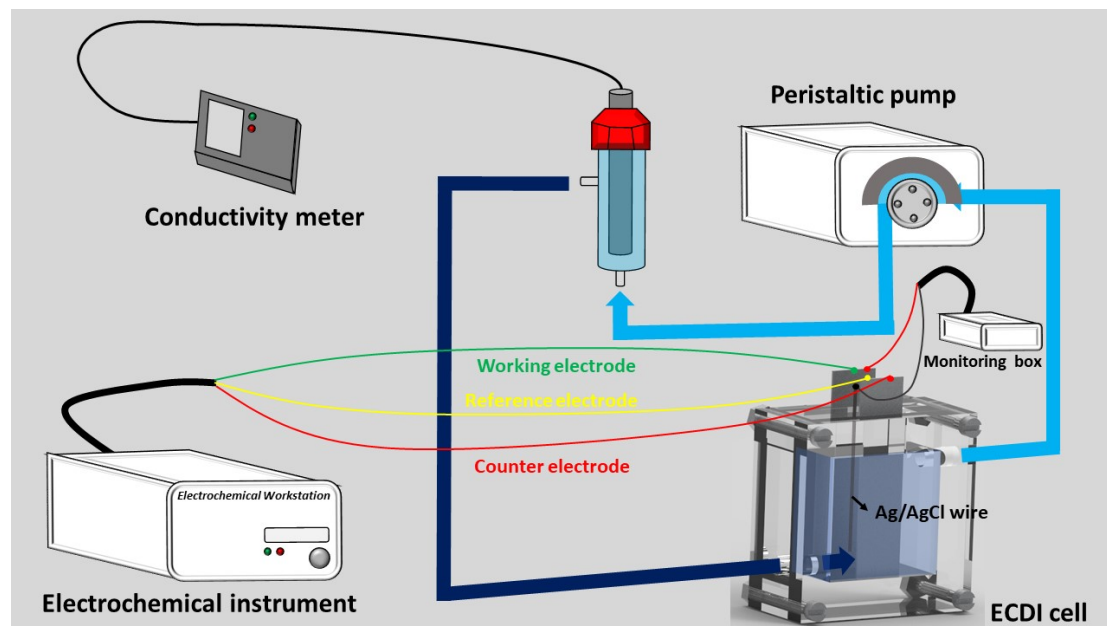 Peristaltic pump
Conductivity meter
Monitoring box
Working electrode
Reference electrode
Counter electrode
Electrochemical Workstation
Ag/AgCl wire
Electrochemical instrument
ECDI cell